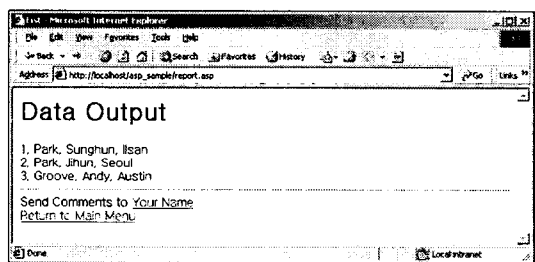 List - Microsoft Internet Explorer
File Edit View Favorites Tools Help
Back Search Favorites History
Address http://localhost/asp_sample/report.asp Go Links »
Data Output
1, Park, Sunghun, Ilsan
2, Park, Jihun, Seoul
3, Groove, Andy, Austin
Send Comments to Your Name
Return to Main Menu
Done Local intranet